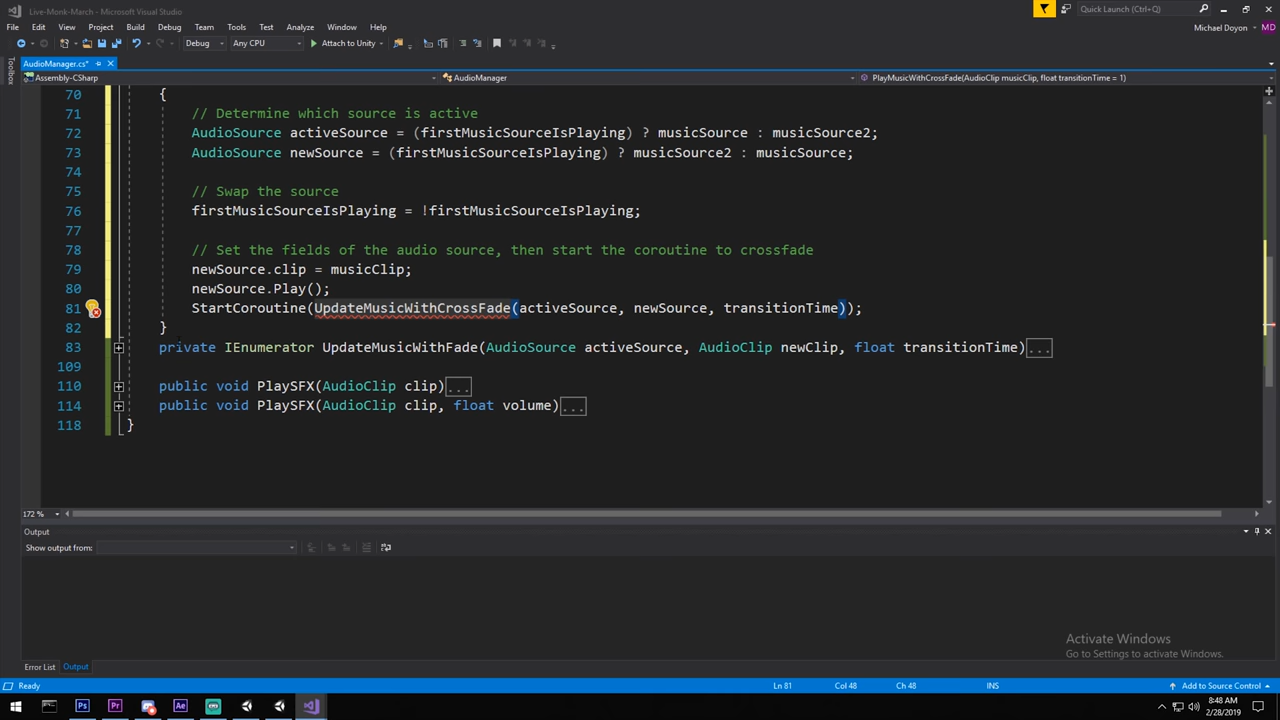 Live-Monk-March - Microsoft Visual Studio
Quick Launch (Ctrl+Q)
File Edit View Project Build Debug Team Tools Test Analyze Window Help
Michael Doyon MD
Debug Any CPU Attach to Unity
Toolbox
AudioManager.cs*
Assembly-CSharp AudioManager PlayMusicWithCrossFade(AudioClip musicClip, float transitionTime = 1)
70 {
71 // Determine which source is active
72 AudioSource activeSource = (firstMusicSourceIsPlaying) ? musicSource : musicSource2;
73 AudioSource newSource = (firstMusicSourceIsPlaying) ? musicSource2 : musicSource;
74
75 // Swap the source
76 firstMusicSourceIsPlaying = !firstMusicSourceIsPlaying;
77
78 // Set the fields of the audio source, then start the coroutine to crossfade
79 newSource.clip = musicClip;
80 newSource.Play();
81 StartCoroutine(UpdateMusicWithCrossFade(activeSource, newSource, transitionTime));
82 }
83 private IEnumerator UpdateMusicWithFade(AudioSource activeSource, AudioClip newClip, float transitionTime)...
109
110 public void PlaySFX(AudioClip clip)...
114 public void PlaySFX(AudioClip clip, float volume)...
118 }
172 %
Output
Show output from:
Activate Windows
Go to Settings to activate Windows.
Error List Output
Ready Ln 81 Col 48 Ch 48 INS Add to Source Control
Ps Pr Ae
8:48 AM
2/28/2019